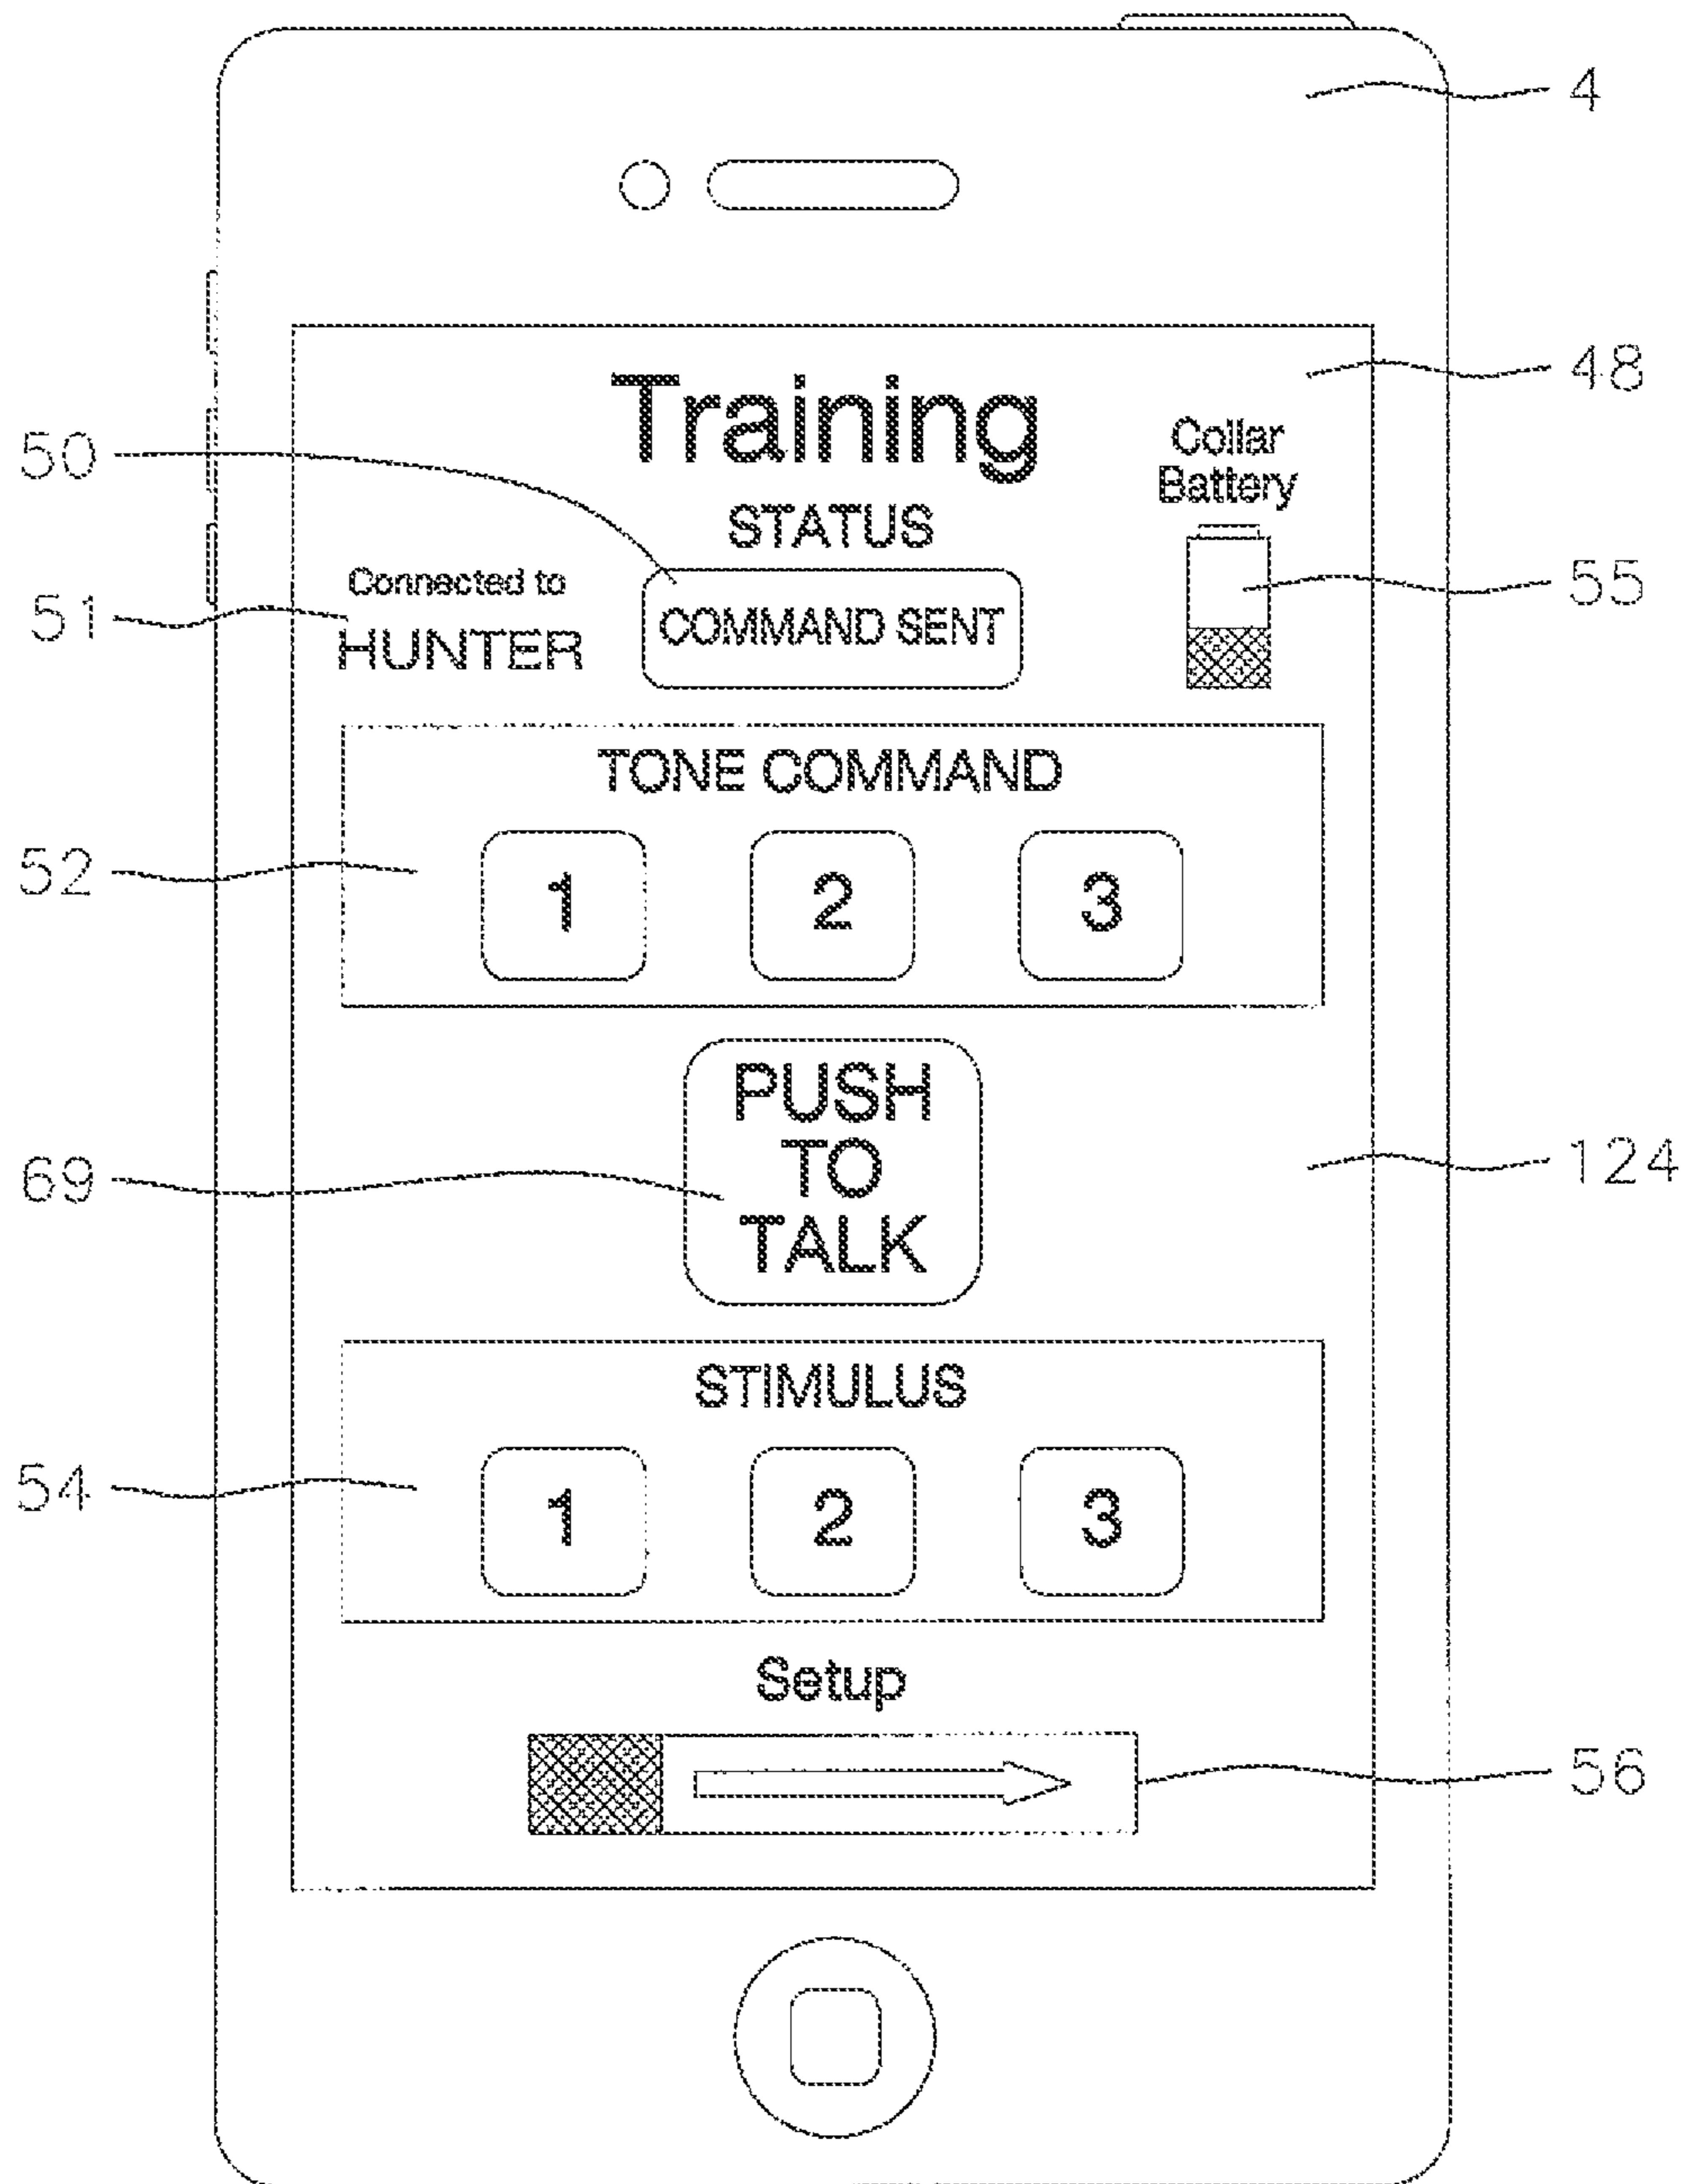 4
48
Training
Collar
Battery
50
STATUS
55
Connected to
51
HUNTER
COMMAND SENT
TONE COMMAND
52
1 2 3
PUSH
TO
TALK
69
124
STIMULUS
54
1 2 3
Setup
56